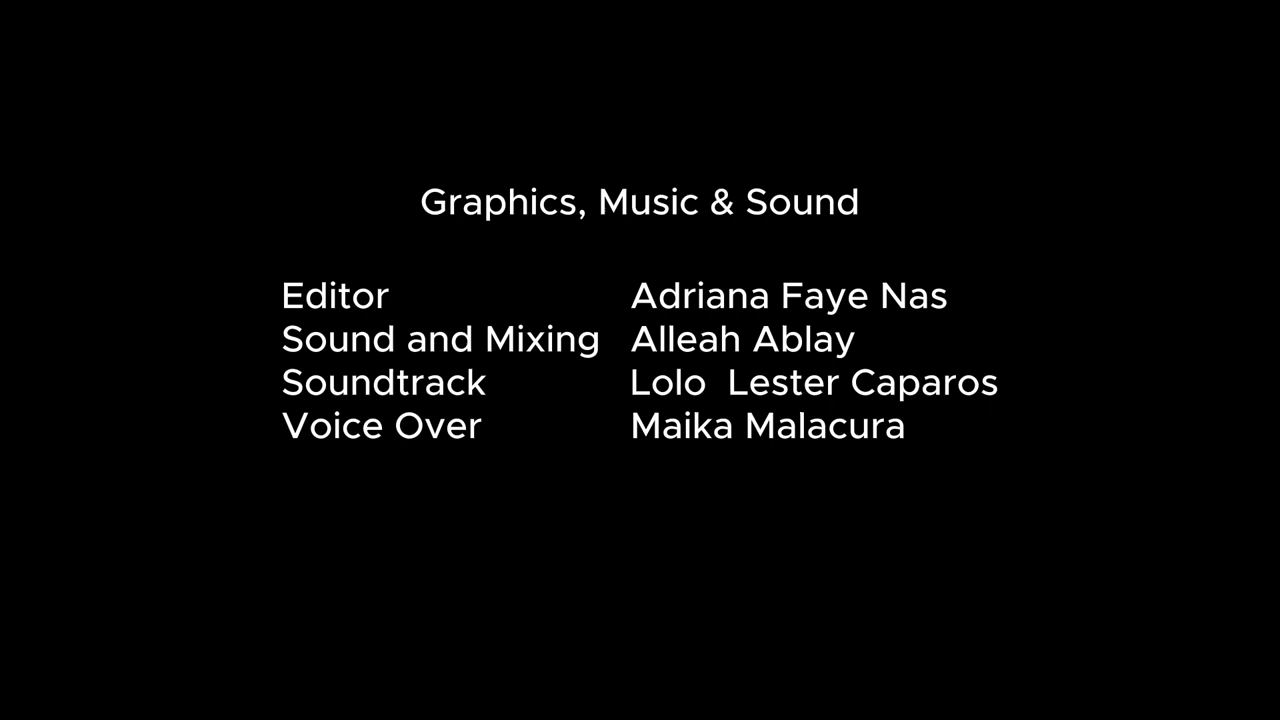 Graphics, Music & Sound
Editor Adriana Faye Nas
Sound and Mixing Alleah Ablay
Soundtrack Lolo  Lester Caparos
Voice Over Maika Malacura